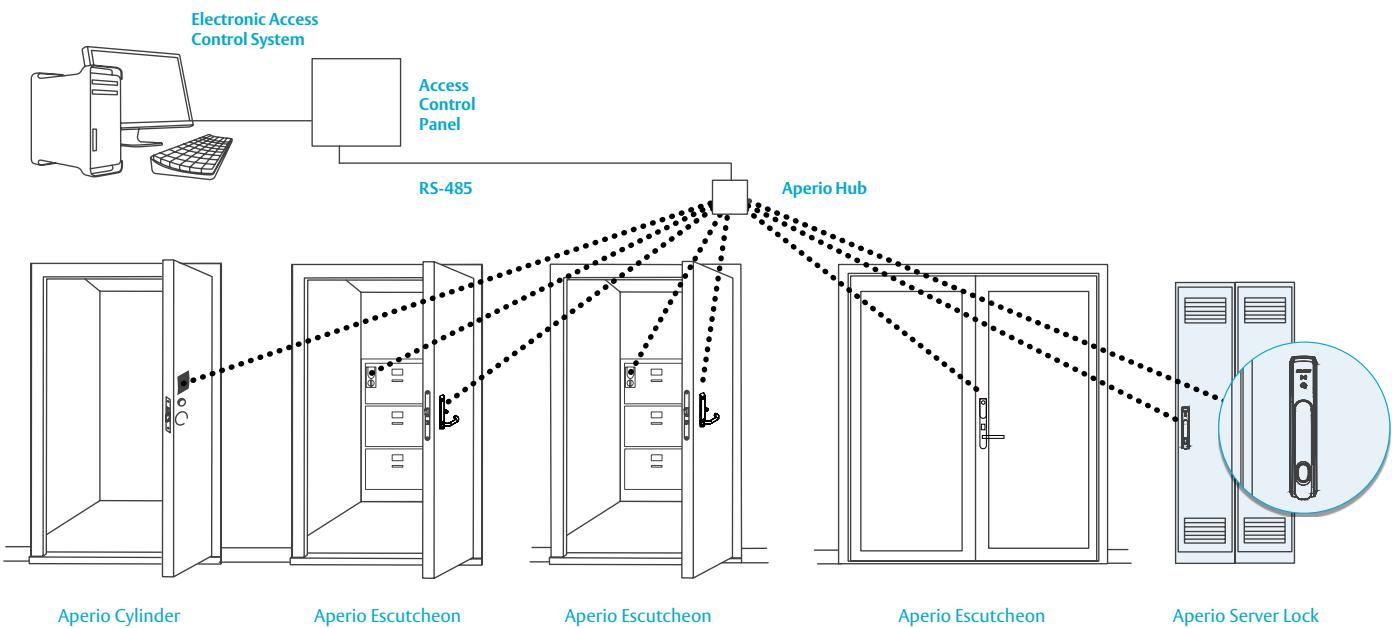 Electronic Access
Control System
Access
Control
Panel
RS-485
Aperio Hub
Aperio Cylinder
Aperio Escutcheon
Aperio Escutcheon
Aperio Escutcheon
Aperio Server Lock